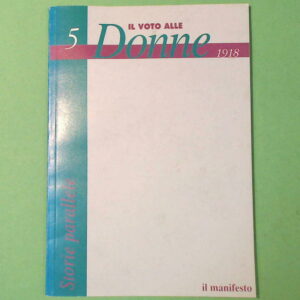 5
IL VOTO ALLE
Donne
1918
Storie parallele
il manifesto